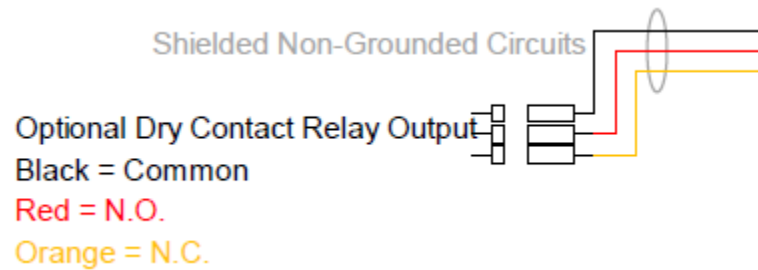 Shielded Non-Grounded Circuits
Optional Dry Contact Relay Output
Black = Common
Red = N.O.
Orange = N.C.